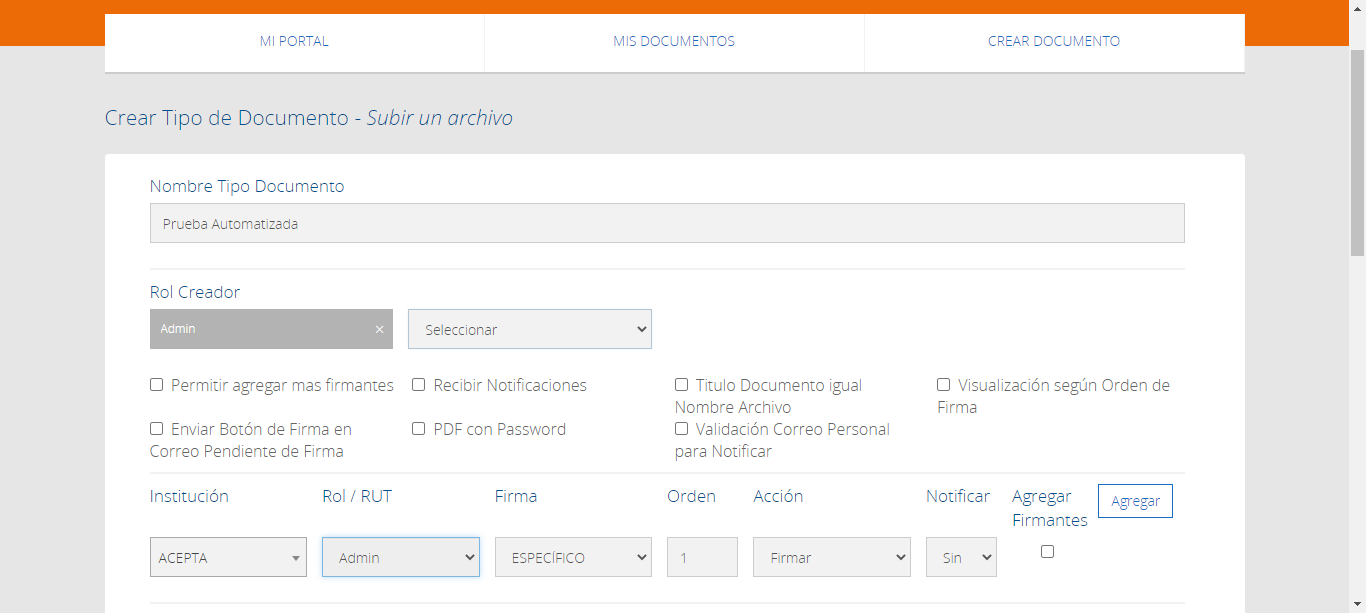 MI PORTAL
MIS DOCUMENTOS
CREAR DOCUMENTO
Crear Tipo de Documento - Subir un archivo
Nombre Tipo Documento
Prueba Automatizada
Rol Creador
Admin ×
Seleccionar
Permitir agregar mas firmantes
Recibir Notificaciones
Titulo Documento igual
Nombre Archivo
Visualización según Orden de
Firma
Enviar Botón de Firma en
Correo Pendiente de Firma
PDF con Password
Validación Correo Personal
para Notificar
Institución
Rol / RUT
Firma
Orden
Acción
Notificar
Agregar
Firmantes
Agregar
ACEPTA
Admin
ESPECÍFICO
1
Firmar
Sin